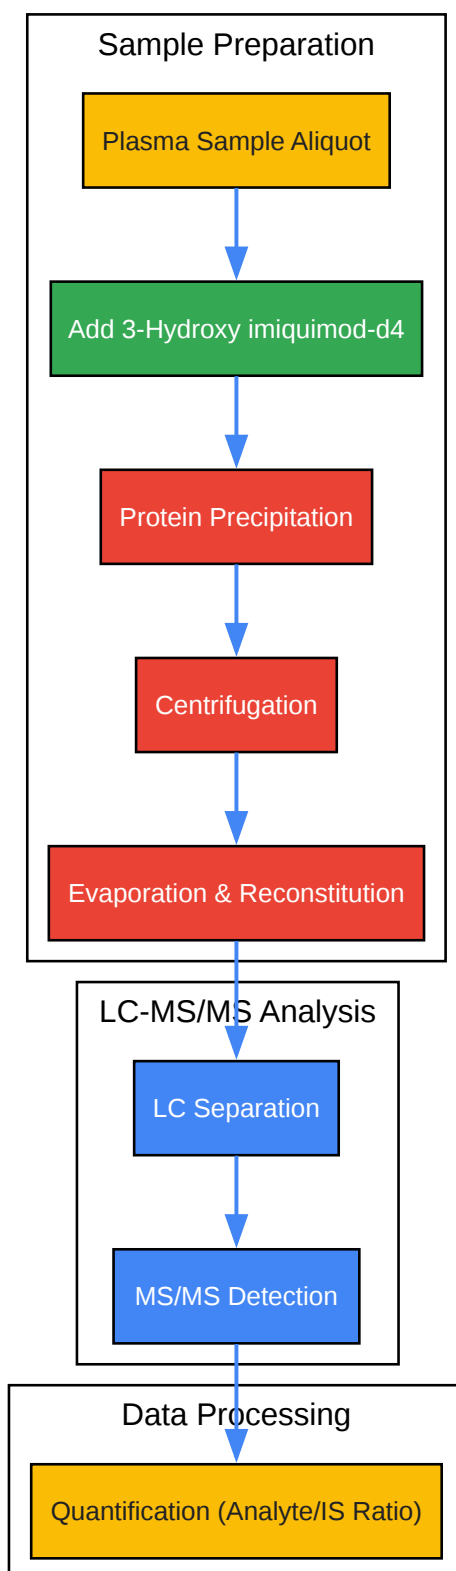 Sample Preparation
Plasma Sample Aliquot
Add 3-Hydroxy imiquimod-d4
Protein Precipitation
Centrifugation
Evaporation & Reconstitution
LC-MS/MS Analysis
LC Separation
MS/MS Detection
Data Processing
Quantification (Analyte/IS Ratio)